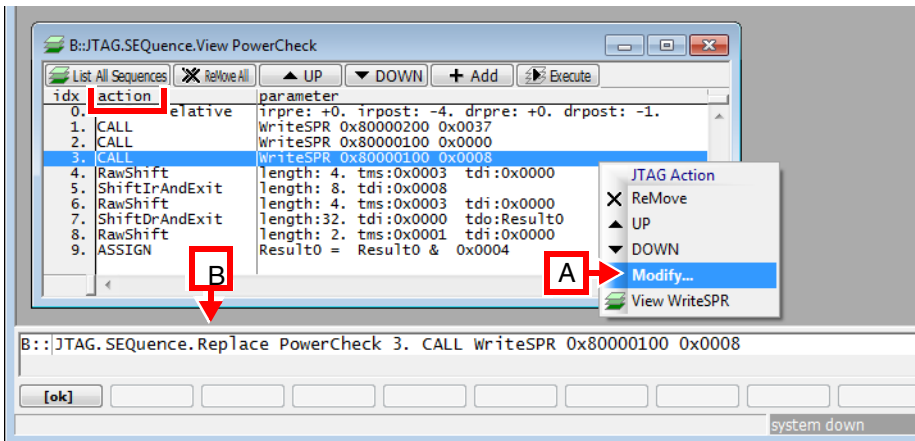 B::JTAG.SEQuence.View PowerCheck
List All Sequences ReMove All UP DOWN + Add Execute
idx action parameter
0. elative irpre: +0. irpost: -4. drpre: +0. drpost: -1.
1. CALL WriteSPR 0x80000200 0x0037
2. CALL WriteSPR 0x80000100 0x0000
3. CALL WriteSPR 0x80000100 0x0008
4. RawShift length: 4. tms:0x0003 tdi:0x0000
5. ShiftIrAndExit length: 8. tdi:0x0008
6. RawShift length: 4. tms:0x0003 tdi:0x0000
7. ShiftDrAndExit length:32. tdi:0x0000 tdo:Result0
8. RawShift length: 2. tms:0x0001 tdi:0x0000
9. ASSIGN Result0 = Result0 & 0x0004
JTAG Action
ReMove
UP
DOWN
Modify...
View WriteSPR
A
B
B::JTAG.SEQuence.Replace PowerCheck 3. CALL WriteSPR 0x80000100 0x0008
[ok]
system down